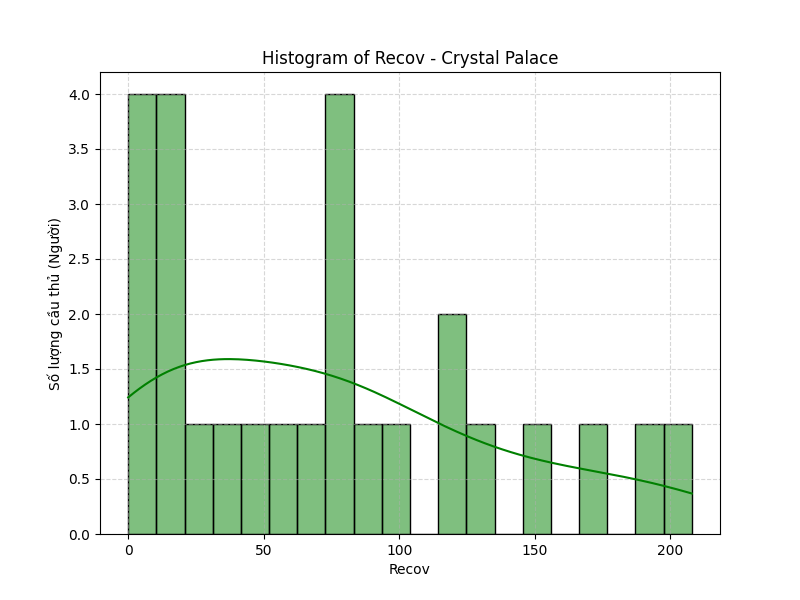 Histogram of Recov - Crystal Palace
Số lượng cầu thủ (Người)
4.0
3.5
3.0
2.5
2.0
1.5
1.0
0.5
0.0
0 50 100 150 200
Recov